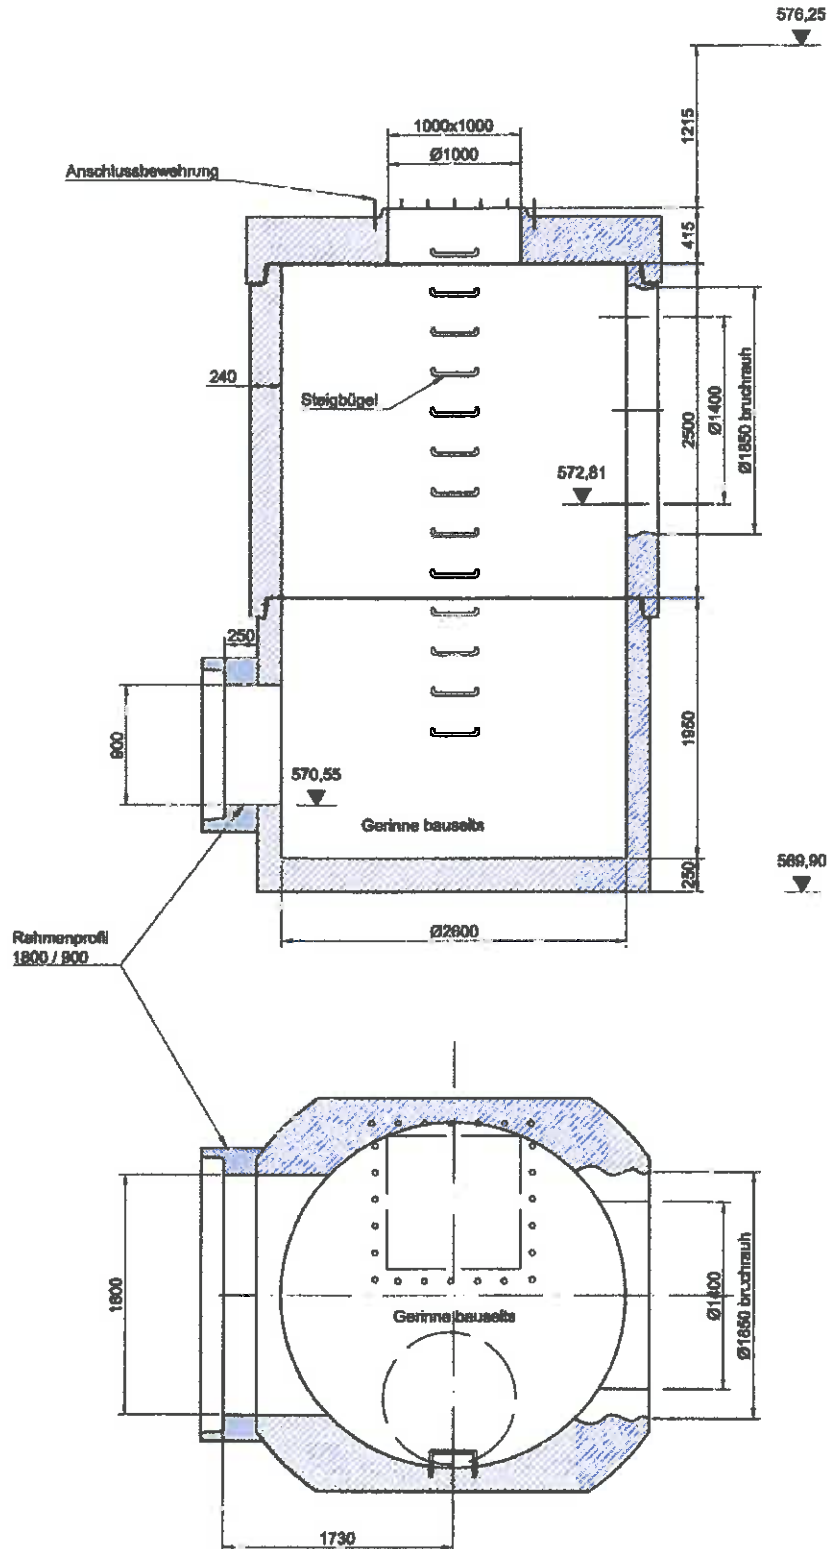 576,25
1215
1000x1000
Ø1000
Anschlussbewehrung
415
240
Steigbügel
2500
Ø1400
Ø1850 bruchrauh
572,81
250
900
570,55
Gerinne bauseits
1950
250
569,90
Ø2600
Rahmenprofil
1800 / 900
1800
Gerinne bauseits
Ø1400
Ø1850 bruchrauh
1730